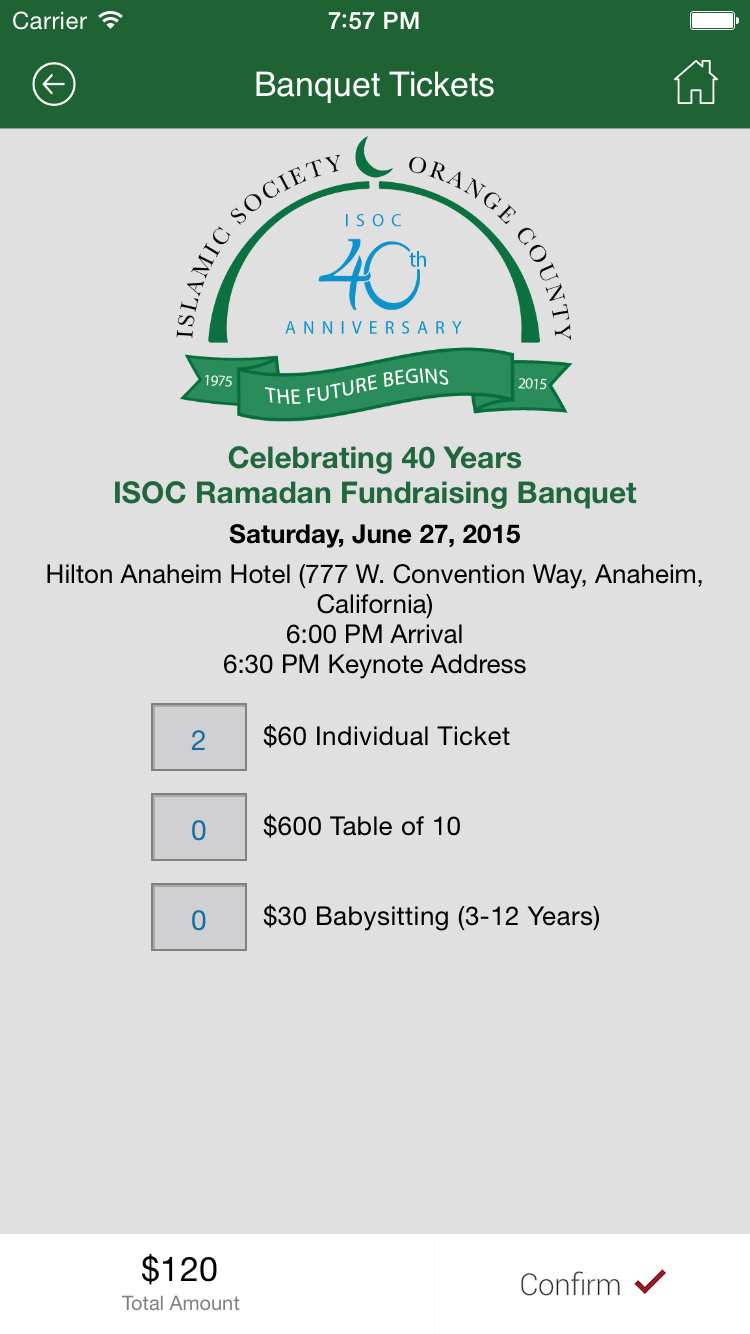 Carrier 7:57 PM
Banquet Tickets
ISLAMIC SOCIETY ORANGE COUNTY
ISOC
40th
ANNIVERSARY
1975 THE FUTURE BEGINS 2015
Celebrating 40 Years
ISOC Ramadan Fundraising Banquet
Saturday, June 27, 2015
Hilton Anaheim Hotel (777 W. Convention Way, Anaheim,
California)
6:00 PM Arrival
6:30 PM Keynote Address
2 $60 Individual Ticket
0 $600 Table of 10
0 $30 Babysitting (3-12 Years)
$120
Total Amount
Confirm